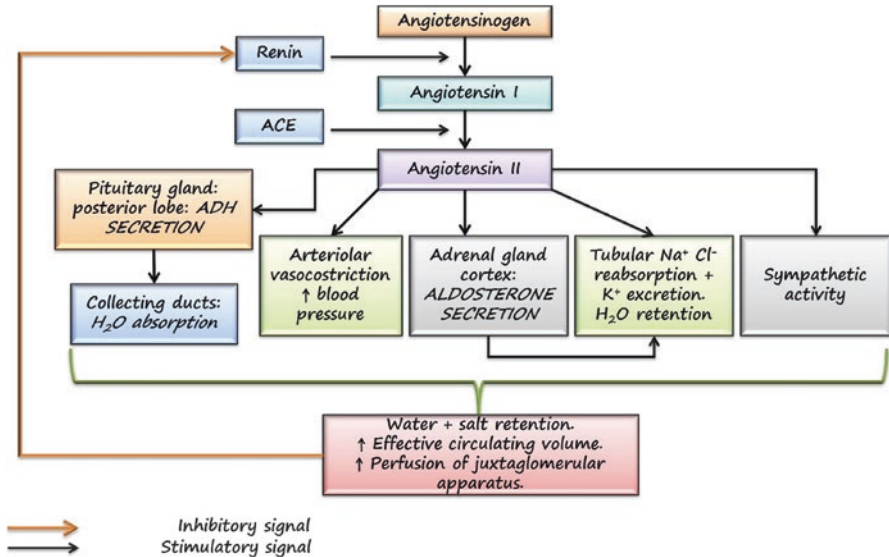 Angiotensinogen
Renin
Angiotensin I
ACE
Angiotensin II
Pituitary gland:
posterior lobe: ADH
SECRETION
Collecting ducts:
H₂O absorption
Arteriolar
vasocostriction
↑ blood
pressure
Adrenal gland
cortex:
ALDOSTERONE
SECRETION
Tubular Na⁺ Cl⁻
reabsorption +
K⁺ excretion.
H₂O retention
Sympathetic
activity
Water + salt retention.
↑ Effective circulating volume.
↑ Perfusion of juxtaglomerular
apparatus.
Inhibitory signal
Stimulatory signal